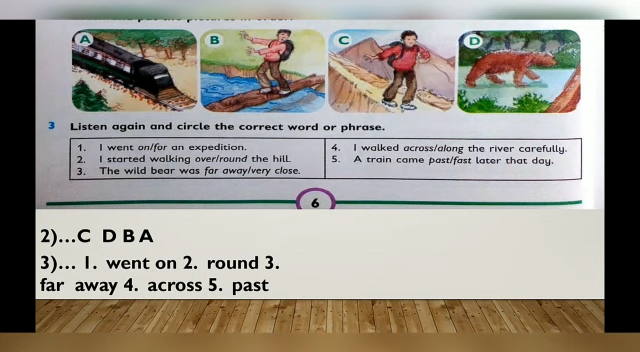 A
B
C
D
3 Listen again and circle the correct word or phrase.
1. I went on/for an expedition.
2. I started walking over/round the hill.
3. The wild bear was far away/very close.
4. I walked across/along the river carefully.
5. A train came past/fast later that day.
6
2)...C D B A
3)... 1. went on 2. round 3.
far away 4. across 5. past